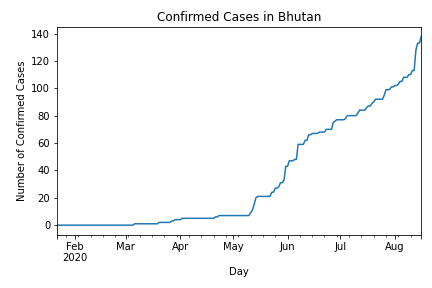 Confirmed Cases in Bhutan
140
120
100
80
60
40
20
0
Number of Confirmed Cases
Feb Mar Apr May Jun Jul Aug
2020
Day